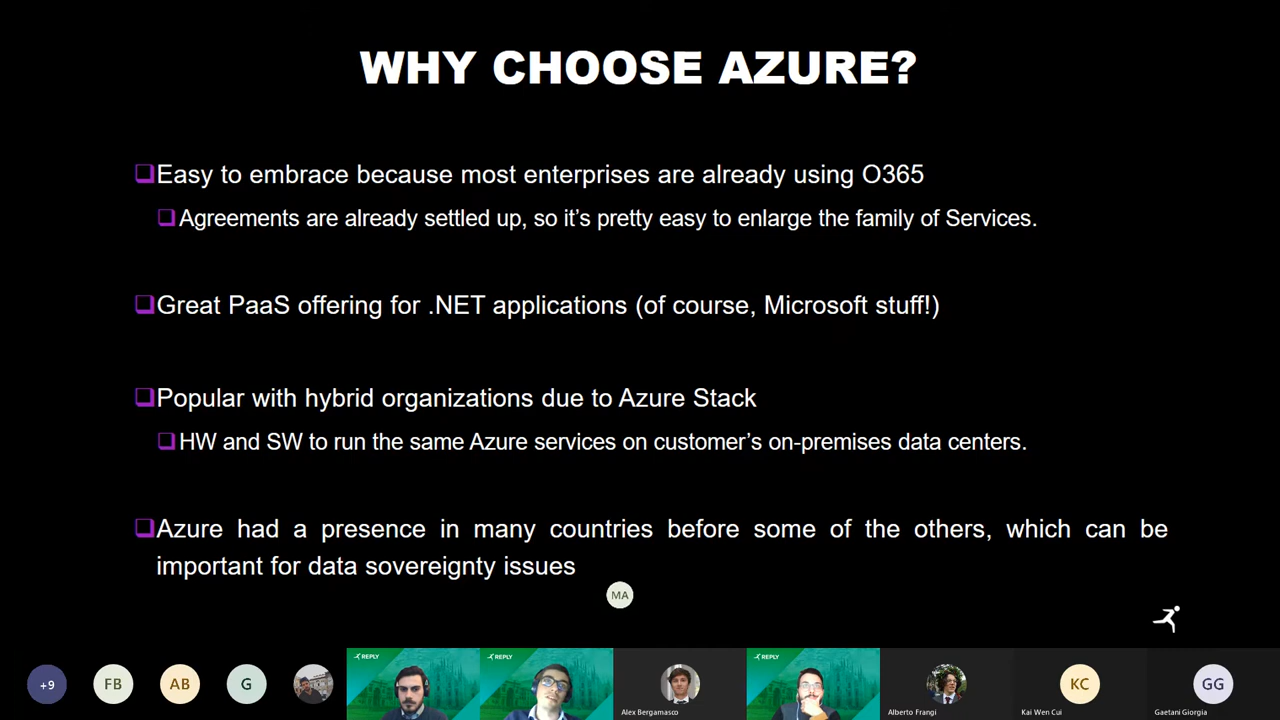 WHY CHOOSE AZURE?
Easy to embrace because most enterprises are already using O365
Agreements are already settled up, so it's pretty easy to enlarge the family of Services.
Great PaaS offering for .NET applications (of course, Microsoft stuff!)
Popular with hybrid organizations due to Azure Stack
HW and SW to run the same Azure services on customer's on-premises data centers.
Azure had a presence in many countries before some of the others, which can be
important for data sovereignty issues
MA
+9
FB
AB
G
REPLY
REPLY
Alex Bergamasco
REPLY
Alberto Frangi
KC
Kai Wen Cui
GG
Gaetani Giorgia